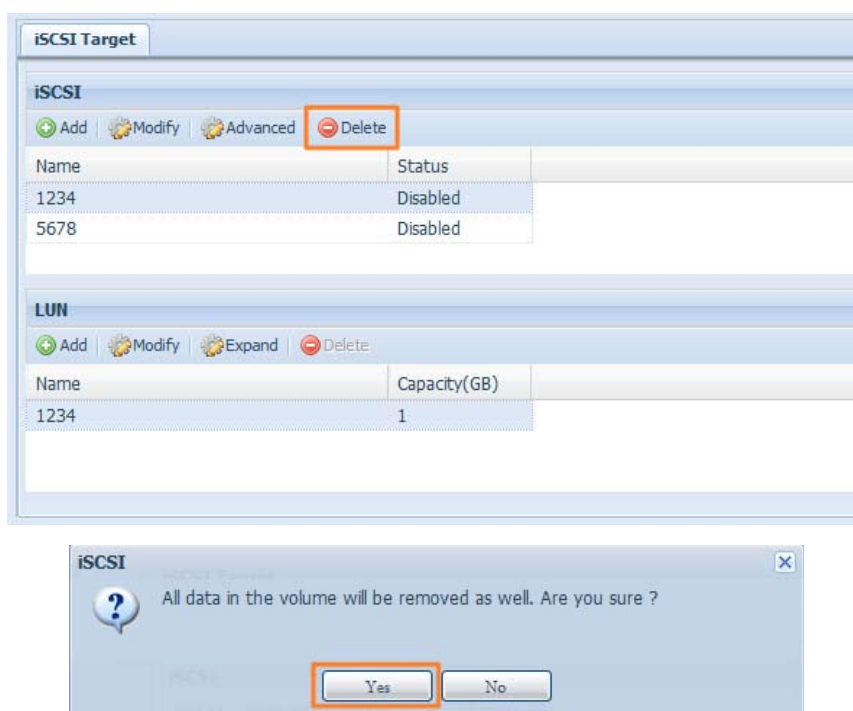 iSCSI Target
iSCSI
Add Modify Advanced Delete
Name Status
1234 Disabled
5678 Disabled
LUN
Add Modify Expand Delete
Name Capacity(GB)
1234 1
iSCSI
All data in the volume will be removed as well. Are you sure ?
Yes No